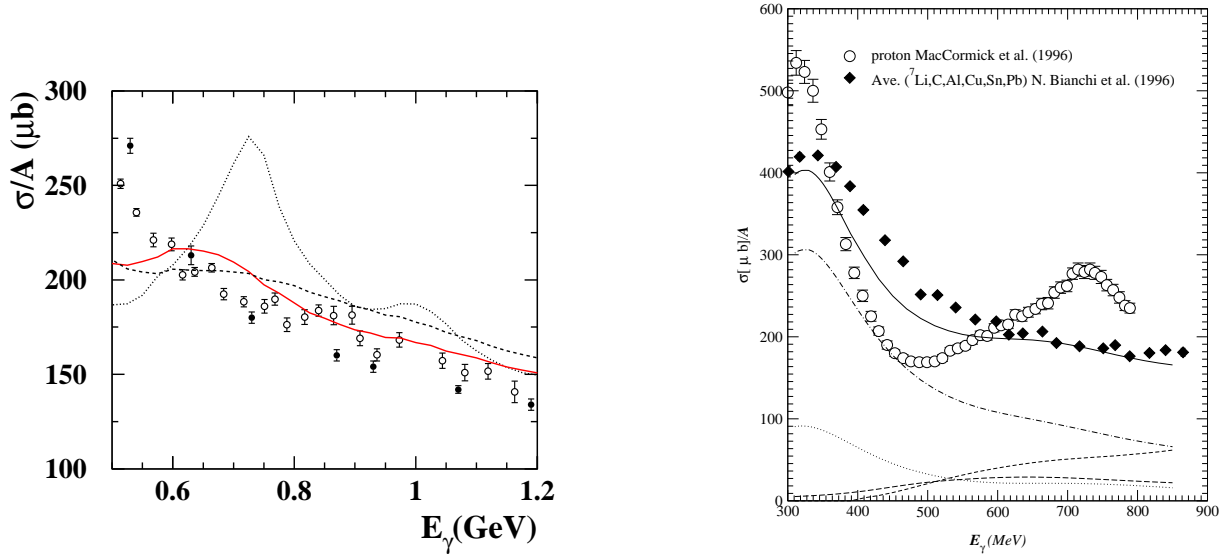 300
250
200
150
100
σ/A (μb)
0.6 0.8 1 1.2
E_γ(GeV)
600
500
400
300
200
100
0
σ[ μ b]/A
proton MacCormick et al. (1996)
Ave. (⁷Li,C,Al,Cu,Sn,Pb) N. Bianchi et al. (1996)
300 400 500 600 700 800 900
E_γ (MeV)